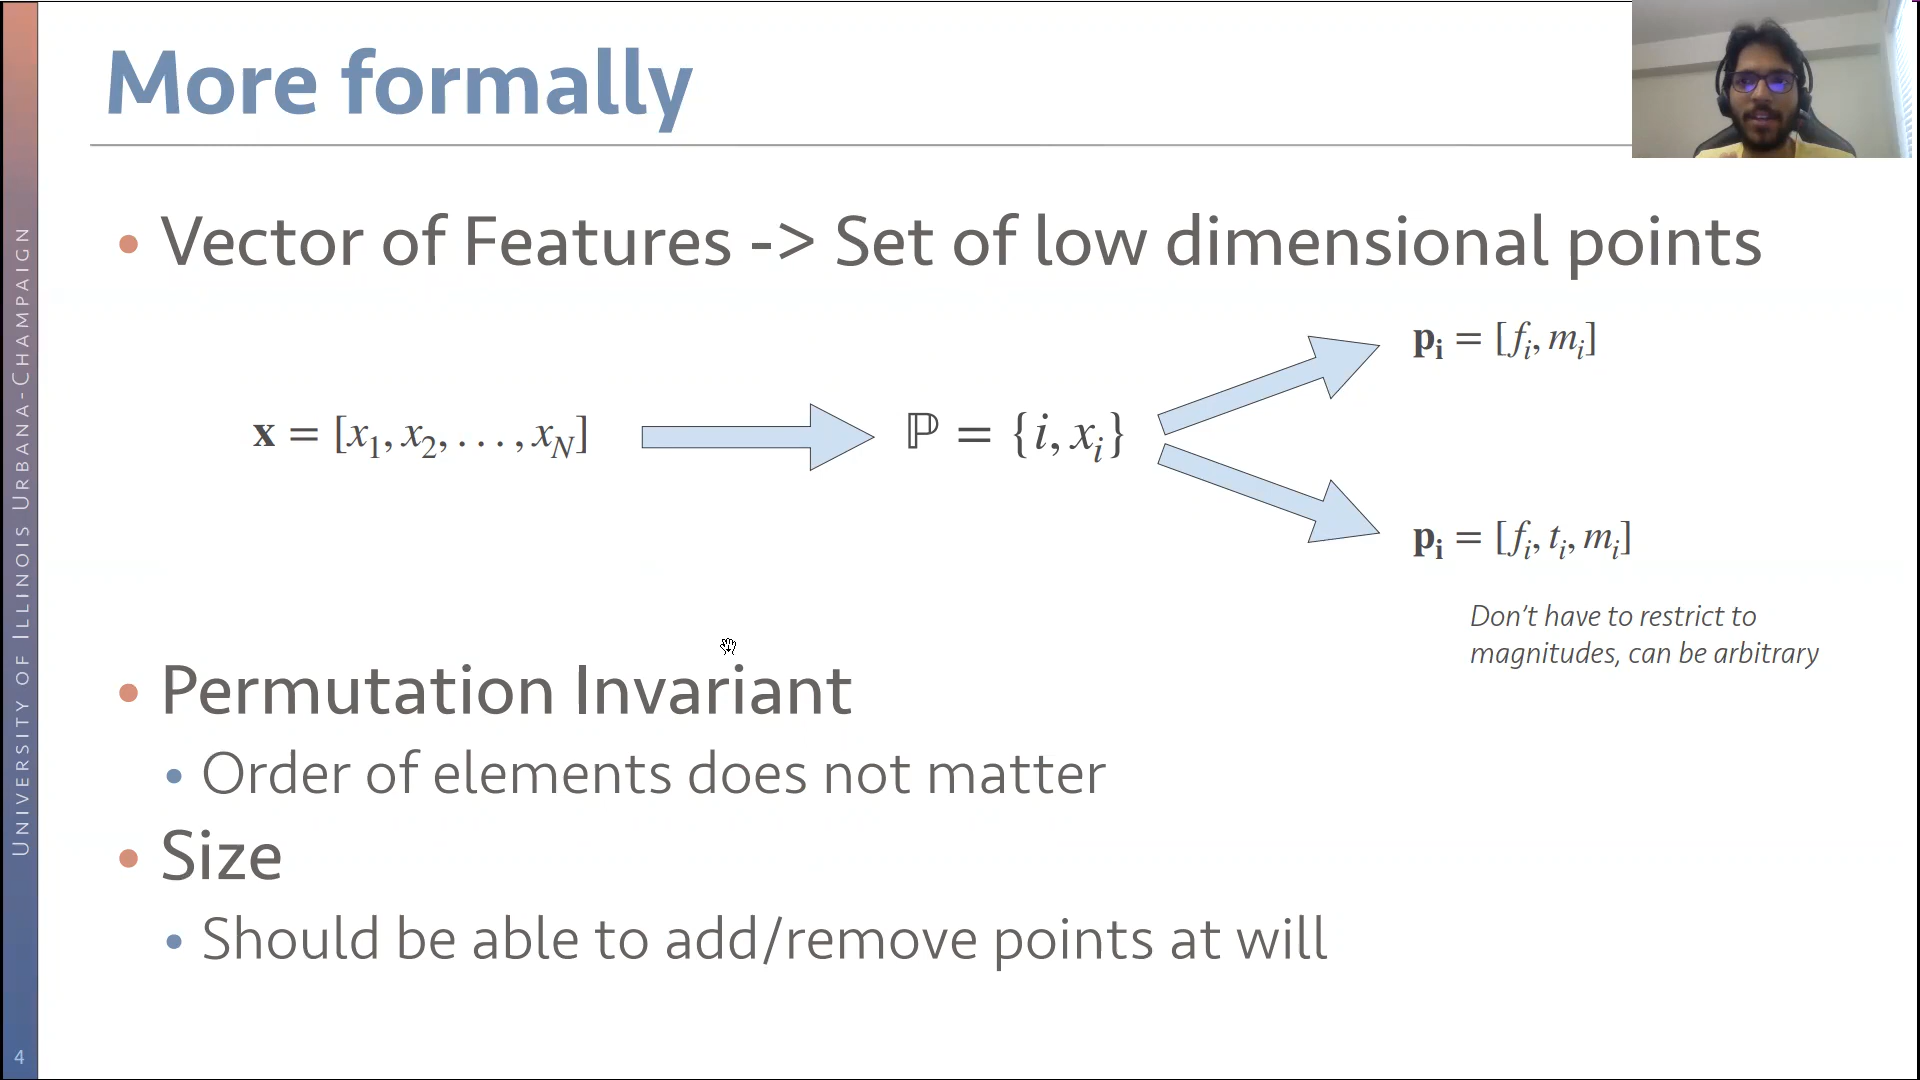 More formally
• Vector of Features -> Set of low dimensional points
𝐩ᵢ = [fᵢ, mᵢ]
𝐱 = [x₁, x₂, . . . , x_N]
ℙ = {i, xᵢ}
𝐩ᵢ = [fᵢ, tᵢ, mᵢ]
Don’t have to restrict to
magnitudes, can be arbitrary
• Permutation Invariant
• Order of elements does not matter
• Size
• Should be able to add/remove points at will
UNIVERSITY OF ILLINOIS URBANA-CHAMPAIGN
4